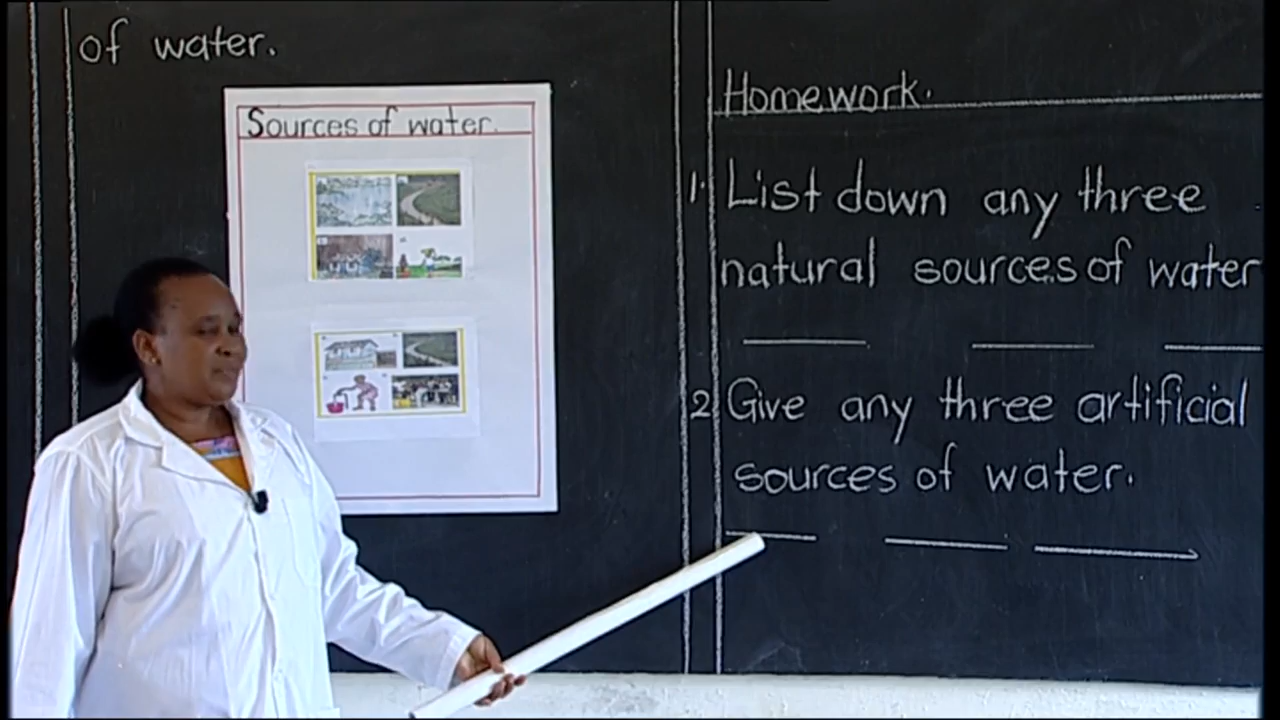 of water.
Sources of water.
Homework.
1. List down any three
natural sources of water
2 Give any three artificial
sources of water.